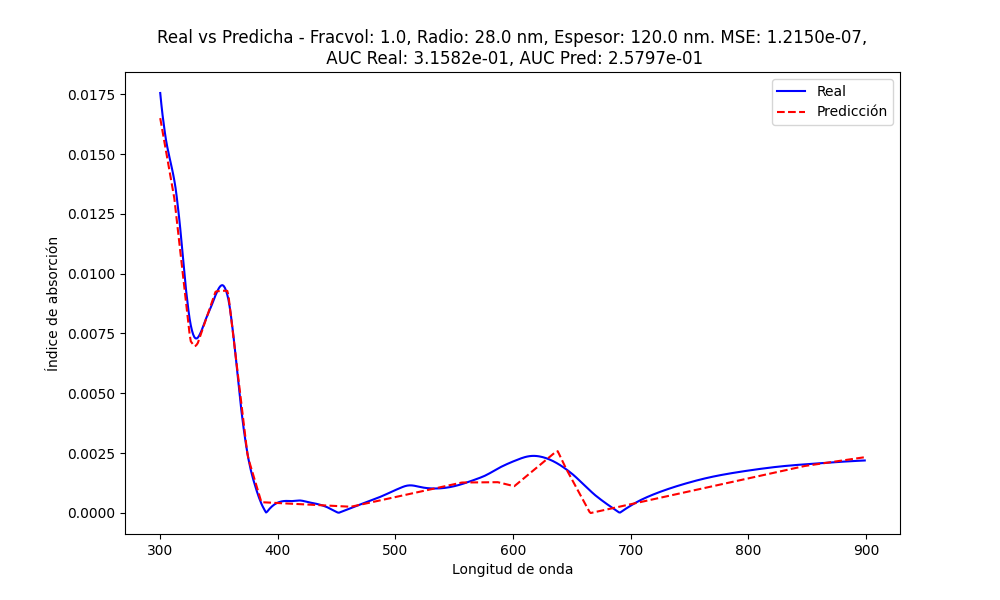 Real vs Predicha - Fracvol: 1.0, Radio: 28.0 nm, Espesor: 120.0 nm. MSE: 1.2150e-07,
AUC Real: 3.1582e-01, AUC Pred: 2.5797e-01
Real
Predicción
Índice de absorción
0.0175
0.0150
0.0125
0.0100
0.0075
0.0050
0.0025
0.0000
300 400 500 600 700 800 900
Longitud de onda